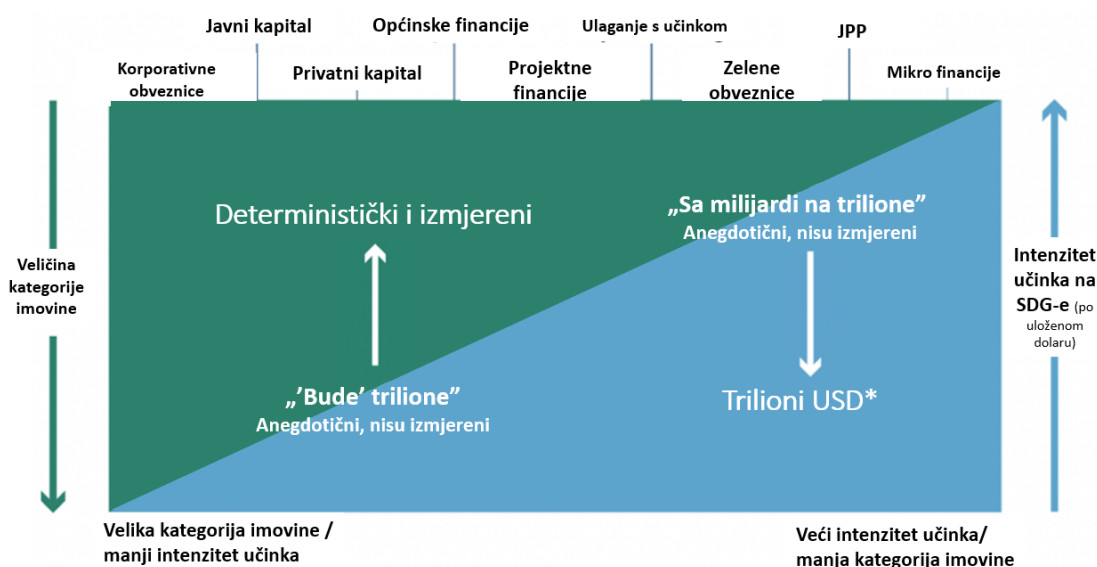 Javni kapital
Općinske financije
Ulaganje s učinkom
JPP
Korporativne
obveznice
Privatni kapital
Projektne
financije
Zelene
obveznice
Mikro financije
Deterministički i izmjereni
„Sa milijardi na trilione”
Anegdotični, nisu izmjereni
Veličina
kategorije
imovine
Intenzitet
učinka na
SDG-e (po
uloženom
dolaru)
„’Bude’ trilione”
Anegdotični, nisu izmjereni
Trilioni USD*
Velika kategorija imovine /
manji intenzitet učinka
Veći intenzitet učinka/
manja kategorija imovine